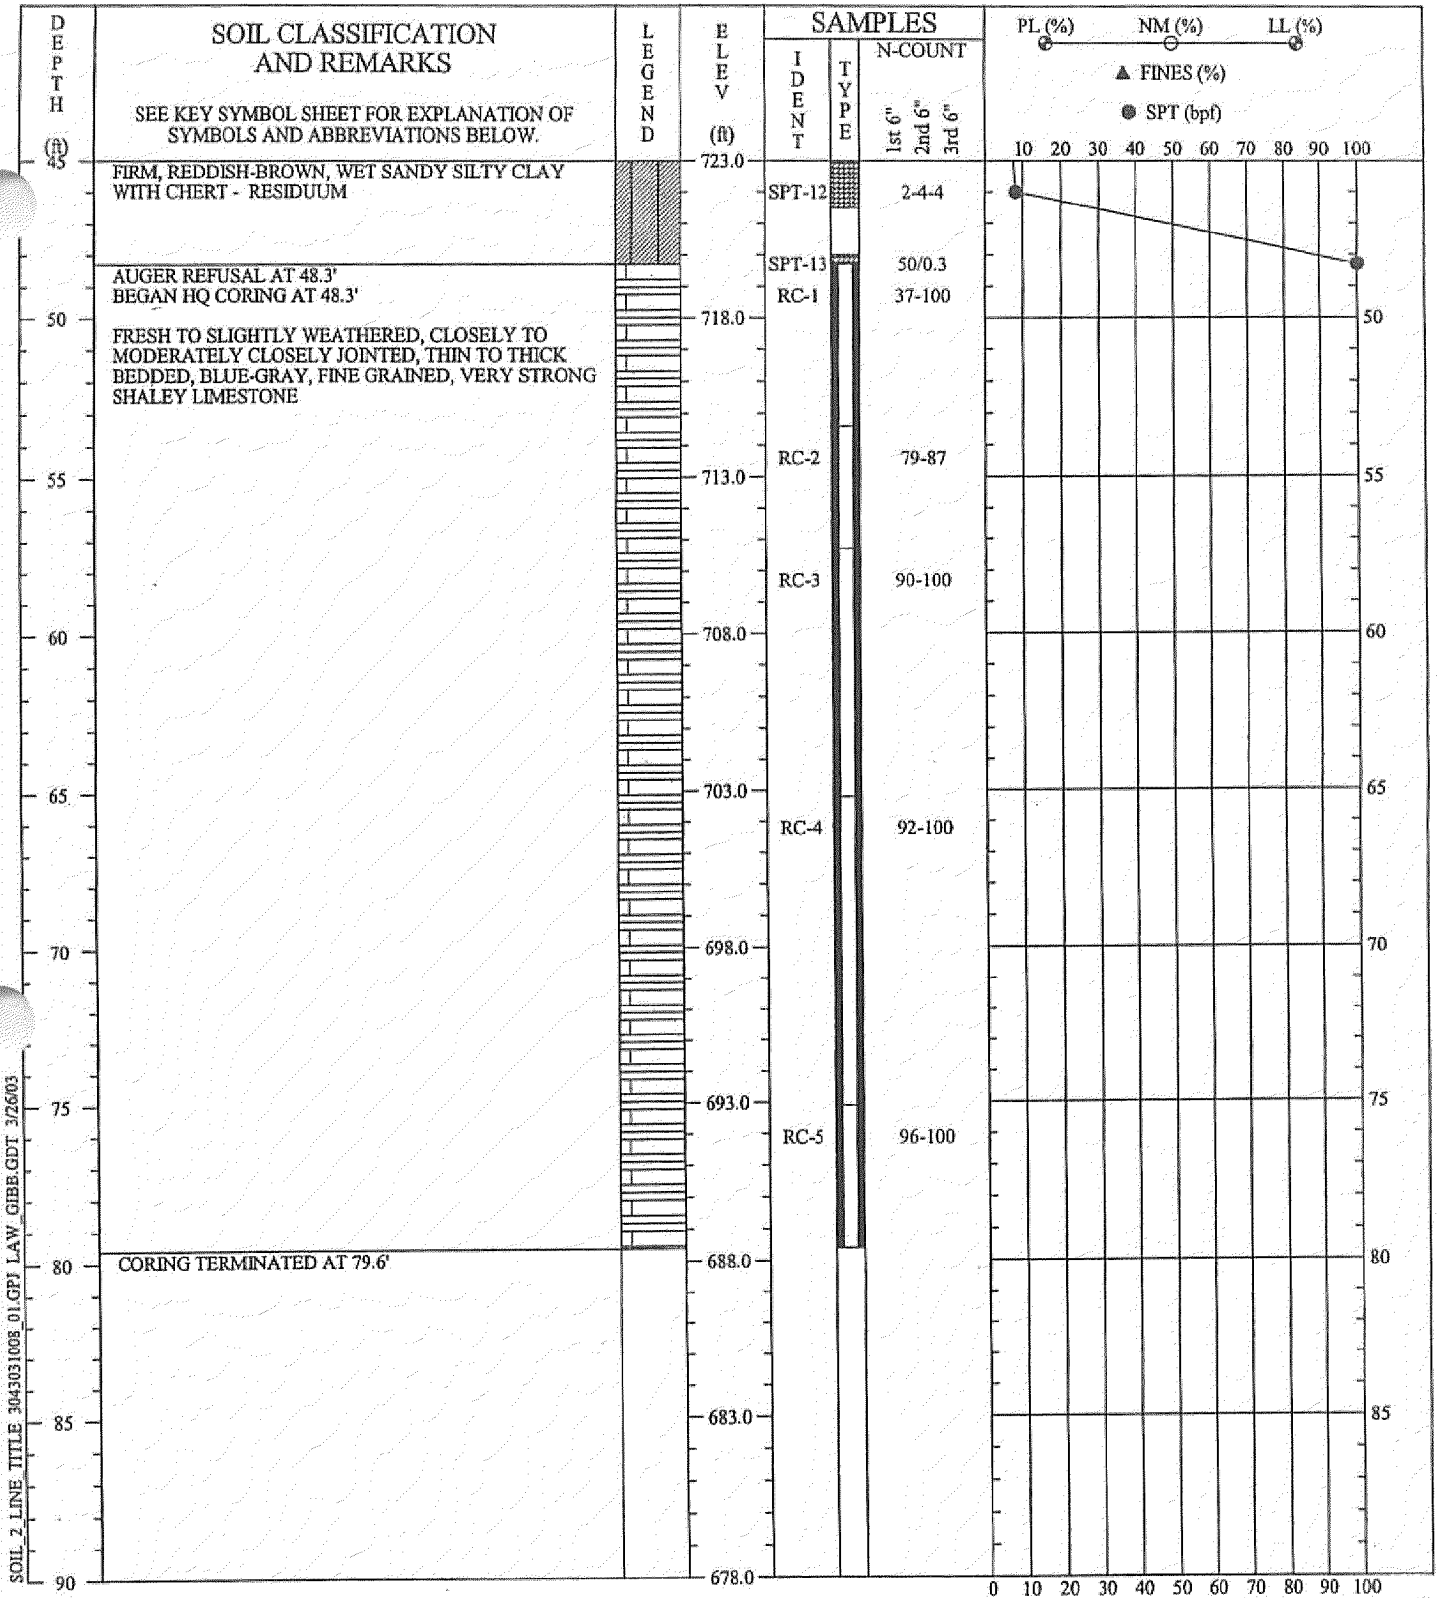 DEPTH (ft)
SOIL CLASSIFICATION
AND REMARKS
SEE KEY SYMBOL SHEET FOR EXPLANATION OF
SYMBOLS AND ABBREVIATIONS BELOW.
LEGEND
ELEV (ft)
SAMPLES
IDENT
TYPE
N-COUNT
1st 6"
2nd 6"
3rd 6"
PL (%) NM (%) LL (%)
▲ FINES (%)
● SPT (bpf)
10 20 30 40 50 60 70 80 90 100
45
FIRM, REDDISH-BROWN, WET SANDY SILTY CLAY
WITH CHERT - RESIDUUM
723.0
SPT-12 2-4-4
AUGER REFUSAL AT 48.3'
BEGAN HQ CORING AT 48.3'
SPT-13 50/0.3
RC-1 37-100
50 718.0 50
FRESH TO SLIGHTLY WEATHERED, CLOSELY TO
MODERATELY CLOSELY JOINTED, THIN TO THICK
BEDDED, BLUE-GRAY, FINE GRAINED, VERY STRONG
SHALEY LIMESTONE
RC-2 79-87
55 713.0 55
RC-3 90-100
60 708.0 60
65 703.0 65
RC-4 92-100
70 698.0 70
75 693.0 75
RC-5 96-100
CORING TERMINATED AT 79.6'
80 688.0 80
85 683.0 85
90 678.0
0 10 20 30 40 50 60 70 80 90 100
SOIL_2_LINE_TITLE 3043031008_01.GPJ LAW_GIBB.GDT 3/26/03